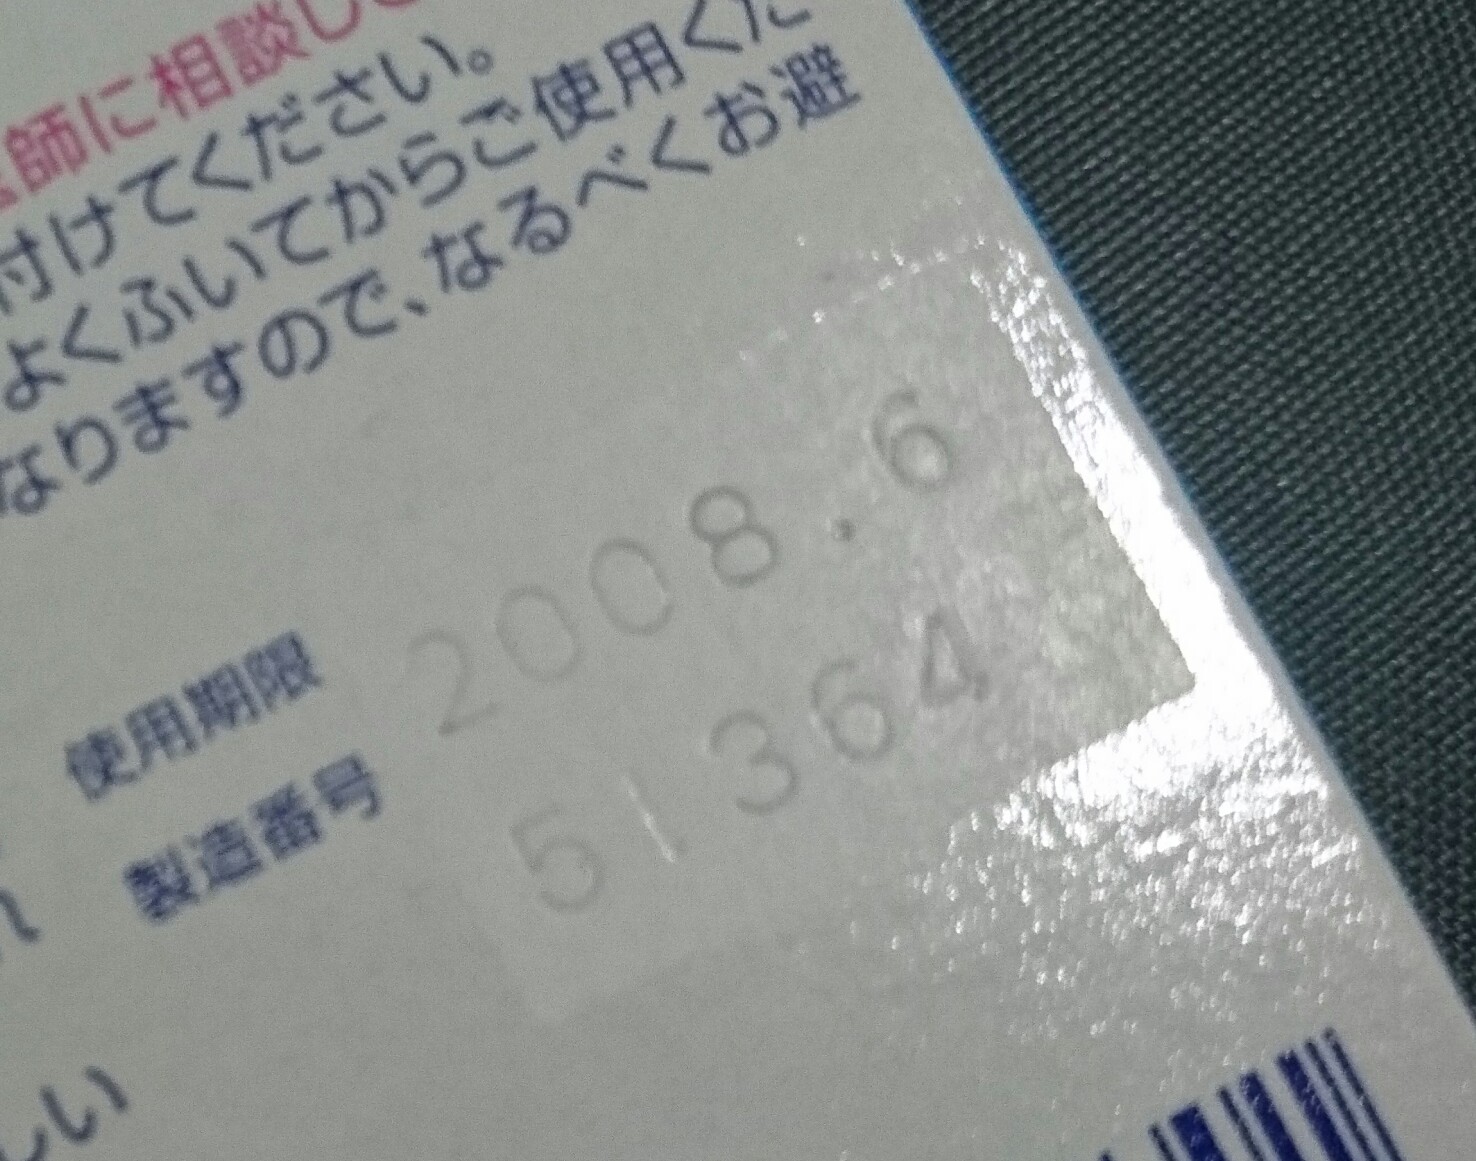 師に相談し
付けてください。
よくふいてからご使用くだ
なりますので、なるべくお避
使用期限 2008.6
製造番号 51364
しい